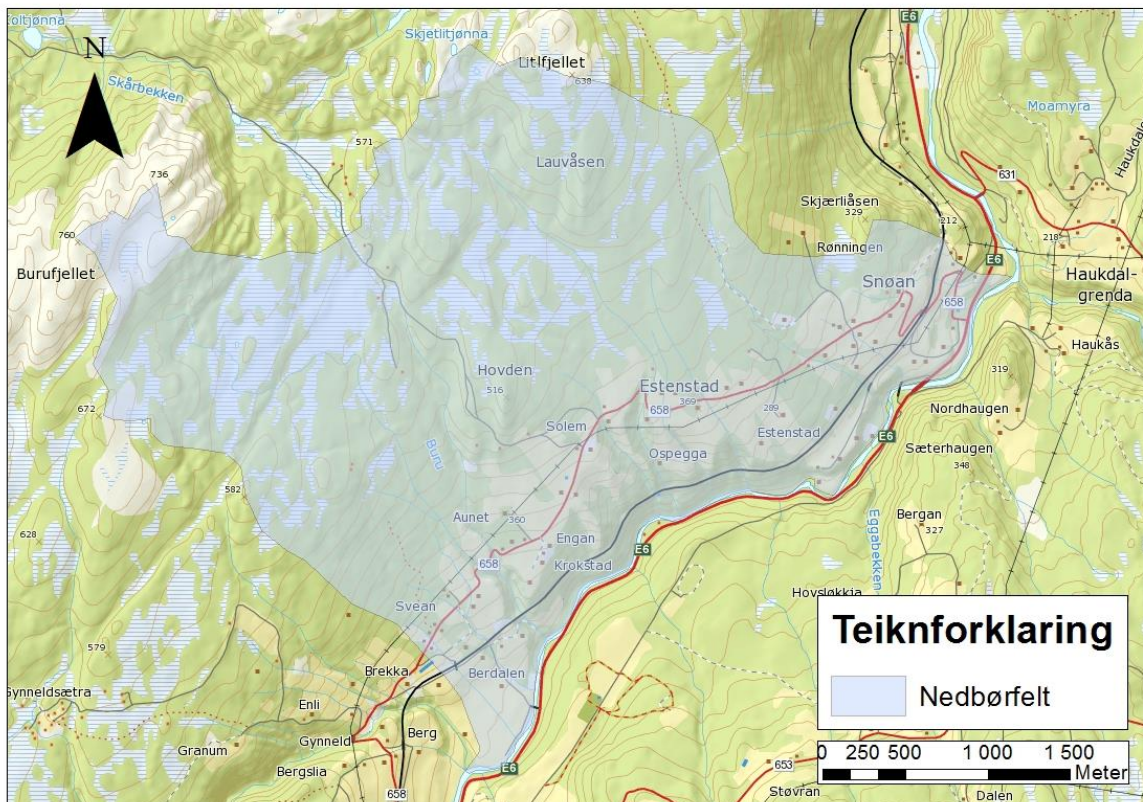 Skjetlitjønna
E6
N
Litlfjellet
638
Skårbekken
Moamyra
Haukdale
571
Lauvåsen
736
631
Skjærliåsen
329
212
760
Burufjellet
Rønningen
218
E6
Haukdal-
grenda
Snøan
658
Haukås
Hovden
516
Estenstad
369
658
319
672
289
Nordhaugen
Solem
Estenstad
E6
Buru
Ospegga
Sæterhaugen
348
582
Aunet
360
Bergan
327
628
Engan
E6
Eggabekken
658
Krokstad
Svean
Hovsløkkja
Teiknforklaring
579
Brekka
Berdalen
Nedbørfelt
Gynneldsætra
Enli
Gynneld
Berg
Granum
Bergslia
0 250 500 1 000 1 500
Meter
E6
653
658
Støvran
Dalen